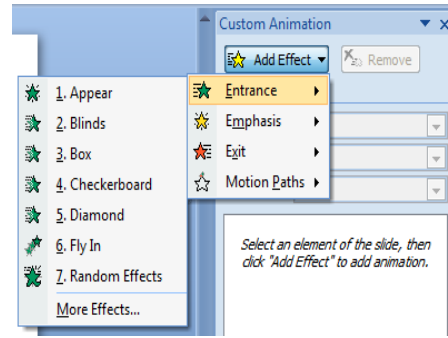 Custom Animation
Add Effect
Remove
Entrance
Emphasis
Exit
Motion Paths
1. Appear
2. Blinds
3. Box
4. Checkerboard
5. Diamond
6. Fly In
7. Random Effects
More Effects...
Select an element of the slide, then
click "Add Effect" to add animation.